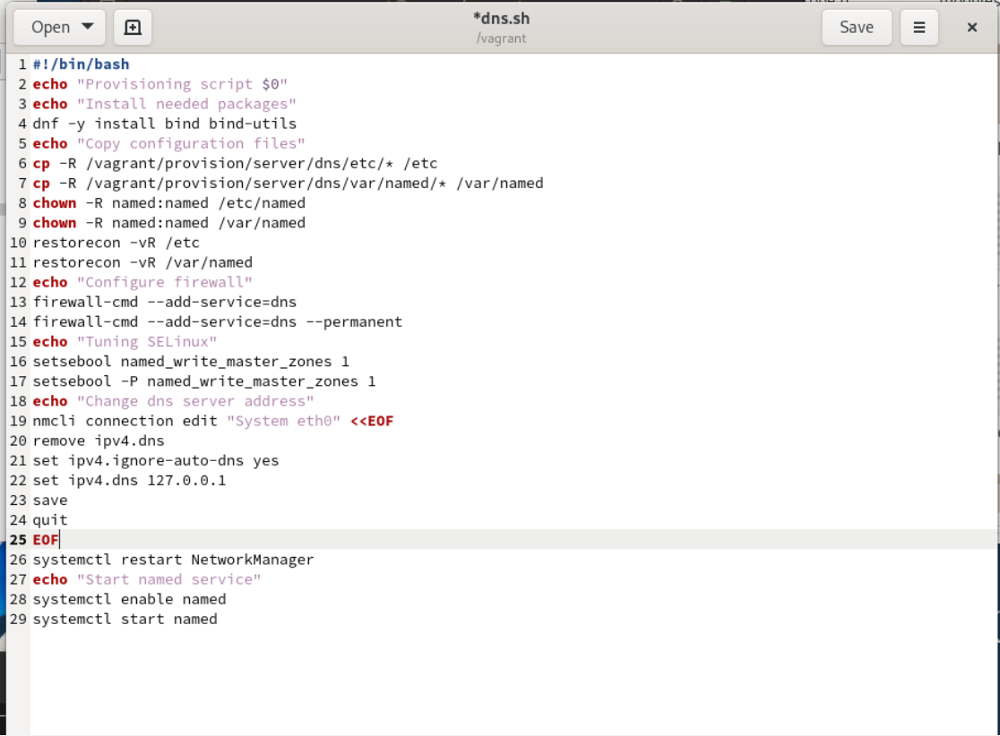 Open
*dns.sh
/vagrant
Save
1 #!/bin/bash
2 echo "Provisioning script $0"
3 echo "Install needed packages"
4 dnf -y install bind bind-utils
5 echo "Copy configuration files"
6 cp -R /vagrant/provision/server/dns/etc/* /etc
7 cp -R /vagrant/provision/server/dns/var/named/* /var/named
8 chown -R named:named /etc/named
9 chown -R named:named /var/named
10 restorecon -vR /etc
11 restorecon -vR /var/named
12 echo "Configure firewall"
13 firewall-cmd --add-service=dns
14 firewall-cmd --add-service=dns --permanent
15 echo "Tuning SELinux"
16 setsebool named_write_master_zones 1
17 setsebool -P named_write_master_zones 1
18 echo "Change dns server address"
19 nmcli connection edit "System eth0" <<EOF
20 remove ipv4.dns
21 set ipv4.ignore-auto-dns yes
22 set ipv4.dns 127.0.0.1
23 save
24 quit
25 EOF
26 systemctl restart NetworkManager
27 echo "Start named service"
28 systemctl enable named
29 systemctl start named